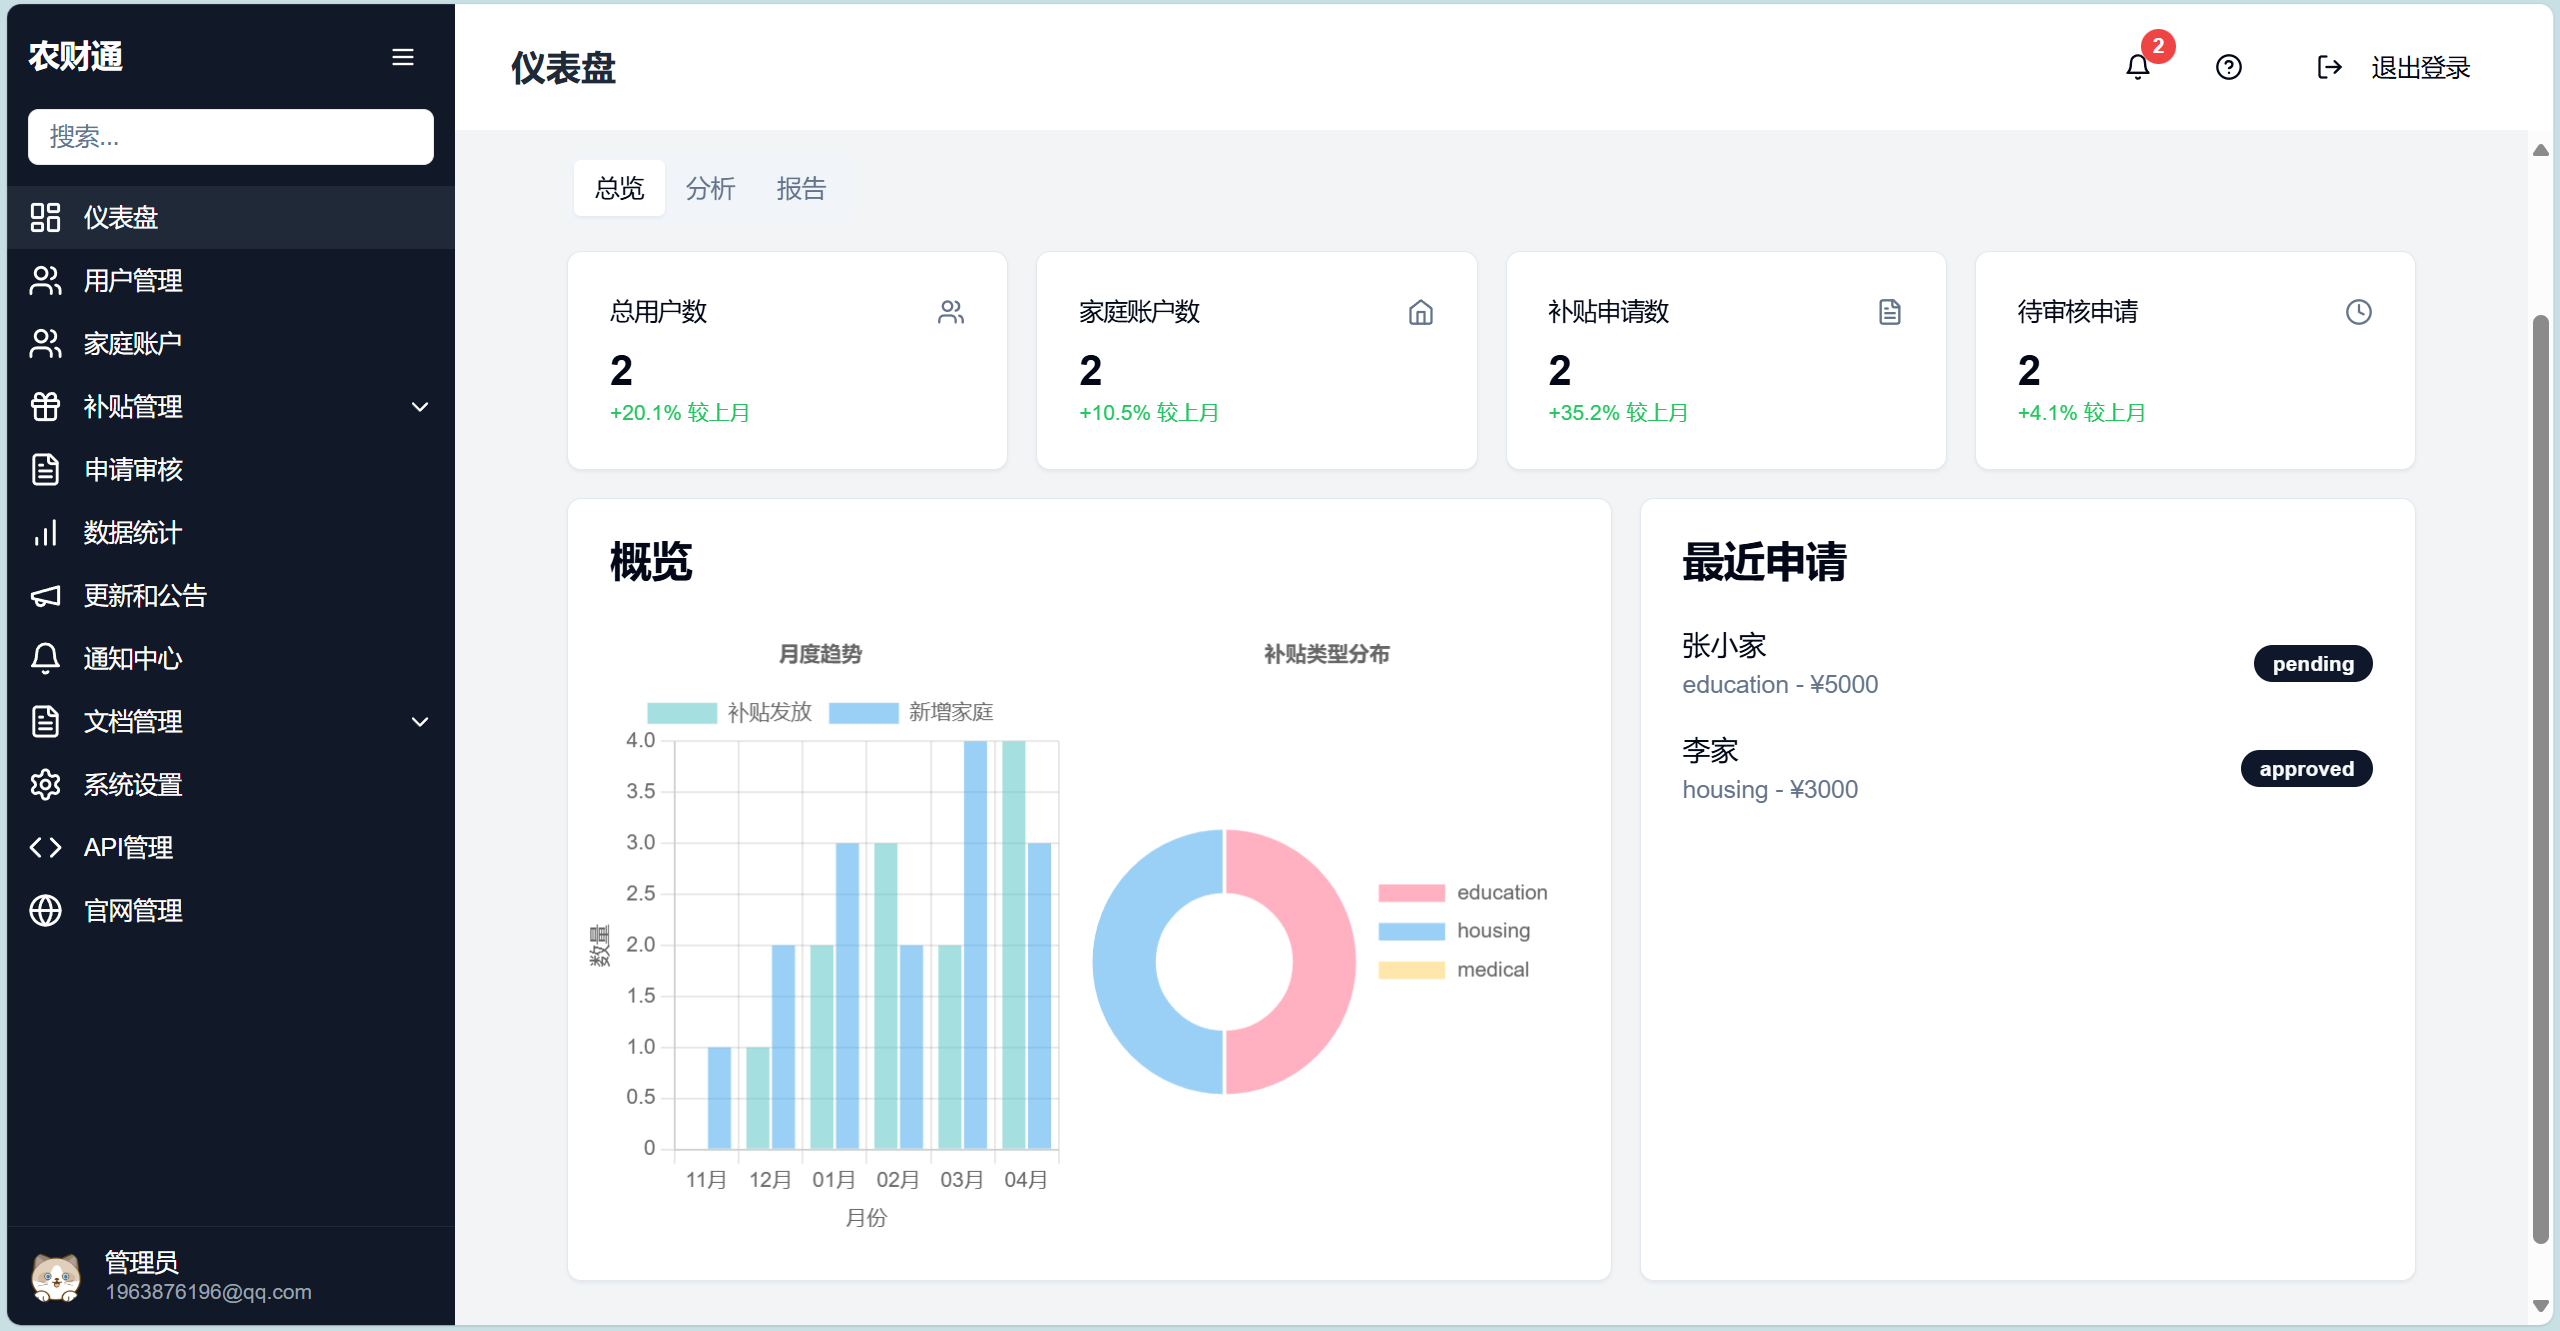 农财通
搜索...
仪表盘
用户管理
家庭账户
补贴管理
申请审核
数据统计
更新和公告
通知中心
文档管理
系统设置
API管理
官网管理
管理员
1963876196@qq.com
仪表盘
2
退出登录
总览 分析 报告
总用户数
2
+20.1% 较上月
家庭账户数
2
+10.5% 较上月
补贴申请数
2
+35.2% 较上月
待审核申请
2
+4.1% 较上月
概览
月度趋势
补贴发放 新增家庭
4.0
3.5
3.0
2.5
2.0
1.5
1.0
0.5
0
数量
11月 12月 01月 02月 03月 04月
月份
补贴类型分布
education
housing
medical
最近申请
张小家
education - ¥5000
pending
李家
housing - ¥3000
approved